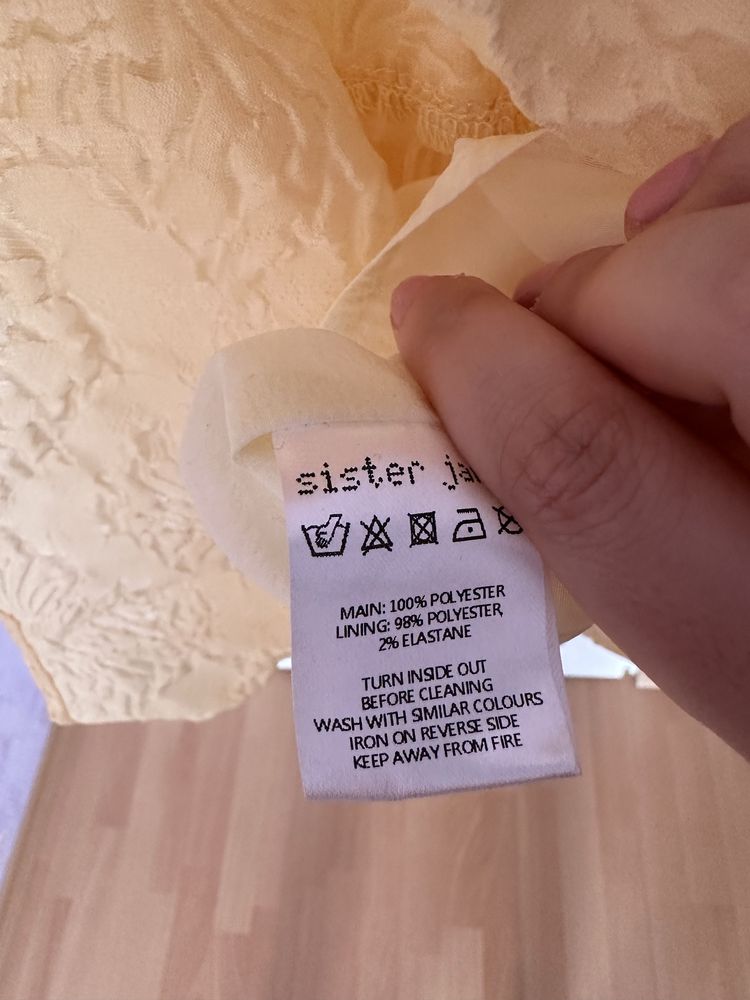 sister
MAIN: 100% POLYESTER
LINING: 98% POLYESTER,
2% ELASTANE
TURN INSIDE OUT
BEFORE CLEANING
WASH WITH SIMILAR COLOURS
IRON ON REVERSE SIDE
KEEP AWAY FROM FIRE